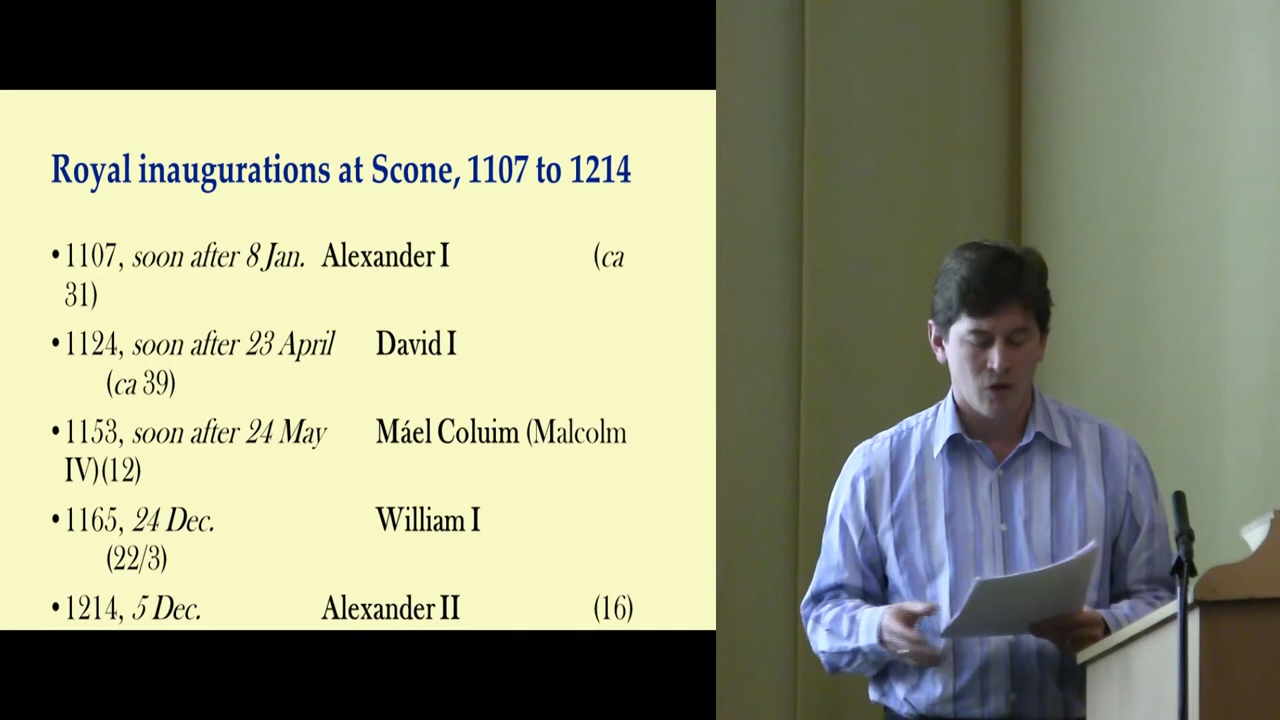 Royal inaugurations at Scone, 1107 to 1214
• 1107, soon after 8 Jan. Alexander I (ca
31)
• 1124, soon after 23 April David I
(ca 39)
• 1153, soon after 24 May Máel Coluim (Malcolm
IV)(12)
• 1165, 24 Dec. William I
(22/3)
• 1214, 5 Dec. Alexander II (16)